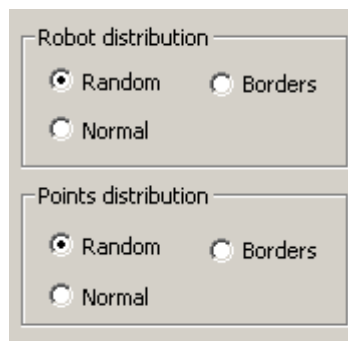 Robot distribution
Random Borders
Normal
Points distribution
Random Borders
Normal